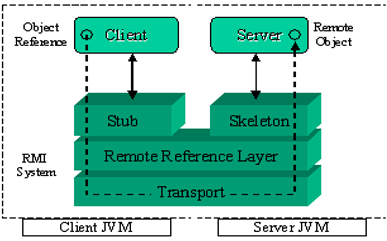 Object
Reference
Client
Server
Remote
Object
Stub
Skeleton
RMI
System
Remote Reference Layer
Transport
Client JVM
Server JVM